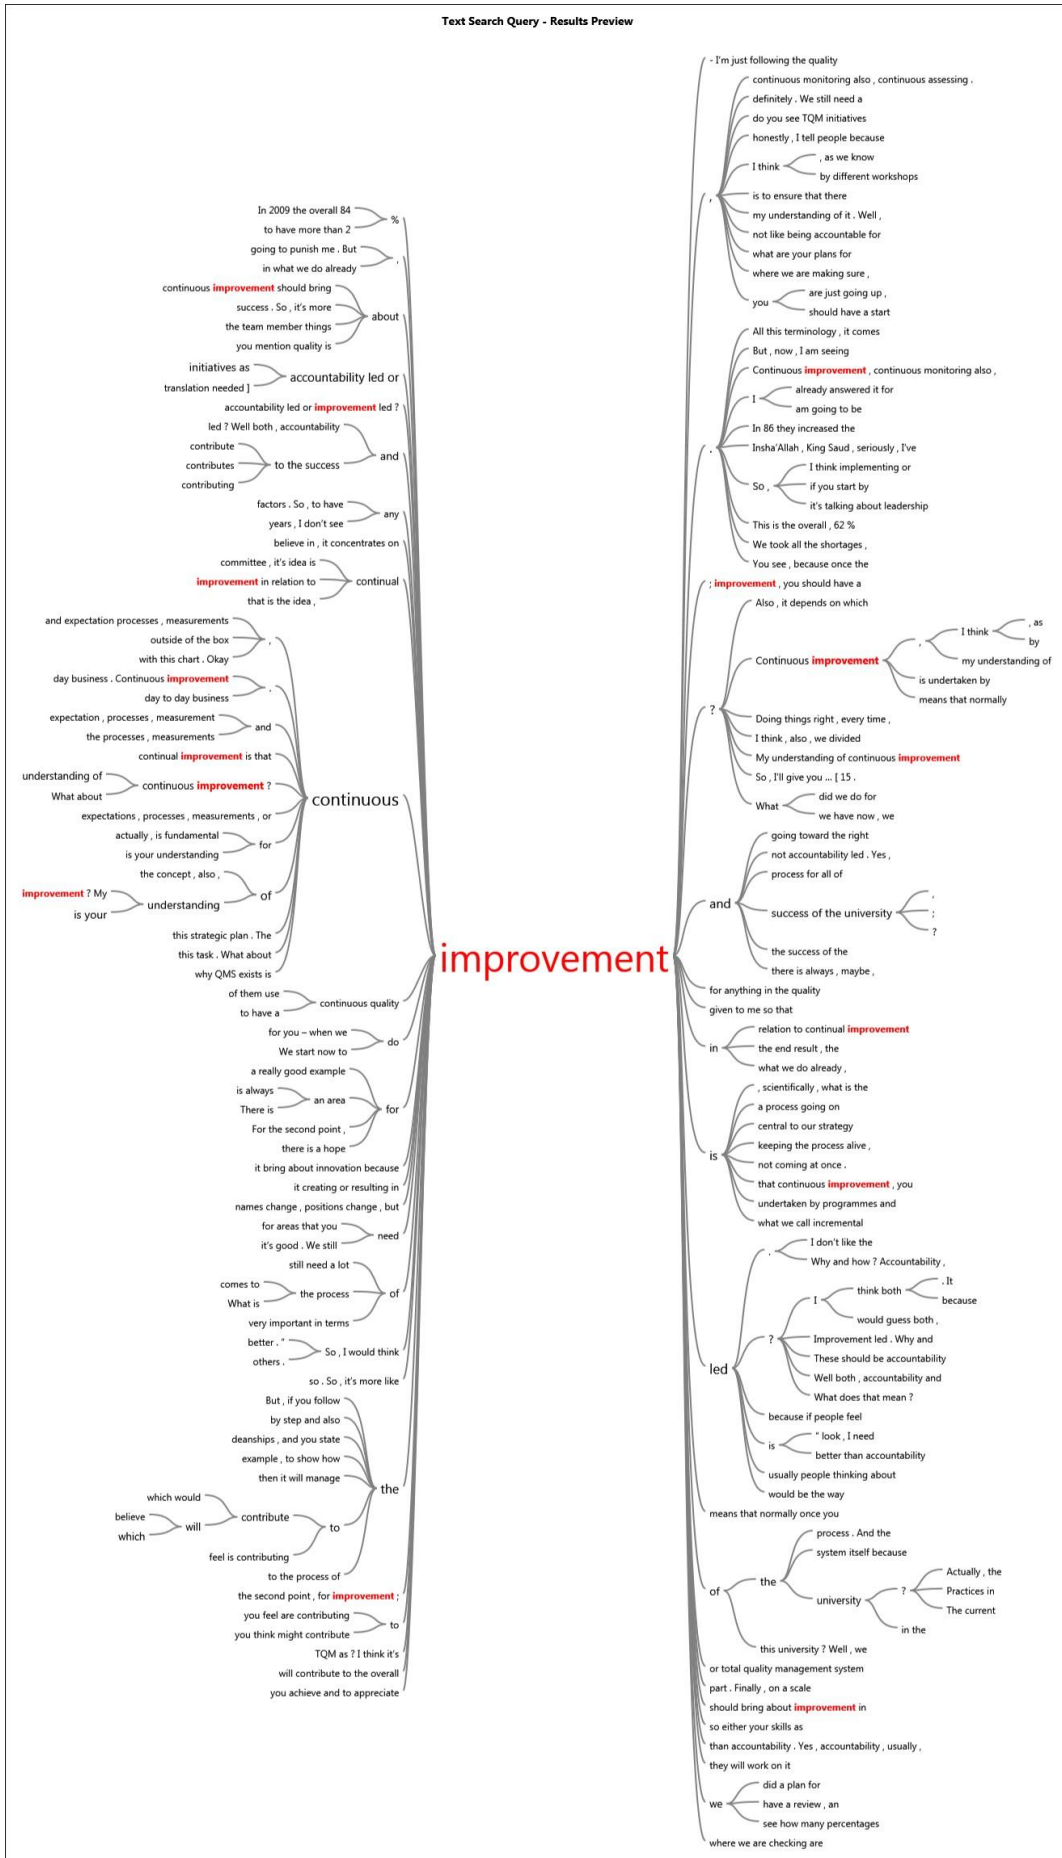 Text Search Query - Results Preview
In 2009 the overall 84
to have more than 2
%
going to punish me . But
in what we do already
,
continuous improvement should bring
success . So , it's more
the team member things
you mention quality is
about
initiatives as
translation needed ]
accountability led or
accountability led or improvement led ?
led ? Well both , accountability
contribute
contributes
contributing
to the success
and
factors . So , to have
years , I don't see
any
believe in , it concentrates on
committee , it's idea is
improvement in relation to
that is the idea ,
continual
and expectation processes , measurements
outside of the box
with this chart . Okay
,
day business . Continuous improvement
day to day business
.
expectation , processes , measurement
the processes , measurements
and
continual improvement is that
understanding of
What about
continuous improvement ?
expectations , processes , measurements , or
actually , is fundamental
is your understanding
for
the concept , also ,
improvement ? My
is your
understanding
of
this strategic plan . The
this task . What about
why QMS exists is
continuous
of them use
to have a
continuous quality
for you – when we
We start now to
do
a really good example
is always
There is
an area
For the second point ,
there is a hope
for
it bring about innovation because
it creating or resulting in
names change , positions change , but
for areas that you
it's good . We still
need
still need a lot
comes to
What is
the process
very important in terms
of
better . "
others .
So , I would think
so . So , it's more like
But , if you follow
by step and also
deanships , and you state
example , to show how
then it will manage
which would
believe
which
will
contribute
feel is contributing
to
to the process of
the
the second point , for improvement ;
you feel are contributing
you think might contribute
to
TQM as ? I think it's
will contribute to the overall
you achieve and to appreciate
improvement
- I'm just following the quality
,
continuous monitoring also , continuous assessing .
definitely . We still need a
do you see TQM initiatives
honestly , I tell people because
I think
, as we know
by different workshops
is to ensure that there
my understanding of it . Well ,
not like being accountable for
what are your plans for
where we are making sure ,
you
are just going up ,
should have a start
.
All this terminology , it comes
But , now , I am seeing
Continuous improvement , continuous monitoring also ,
I
already answered it for
am going to be
In 86 they increased the
Insha'Allah , King Saud , seriously , I've
So ,
I think implementing or
if you start by
it's talking about leadership
This is the overall , 62 %
We took all the shortages ,
You see , because once the
; improvement , you should have a
?
Also , it depends on which
Continuous improvement
,
I think
, as
by
my understanding of
is undertaken by
means that normally
Doing things right , every time ,
I think , also , we divided
My understanding of continuous improvement
So , I'll give you ... [ 15 .
What
did we do for
we have now , we
and
going toward the right
not accountability led . Yes ,
process for all of
success of the university
,
;
?
the success of the
there is always , maybe ,
for anything in the quality
given to me so that
in
relation to continual improvement
the end result , the
what we do already ,
is
, scientifically , what is the
a process going on
central to our strategy
keeping the process alive ,
not coming at once .
that continuous improvement , you
undertaken by programmes and
what we call incremental
led
.
I don't like the
Why and how ? Accountability ,
?
I
think both
. It
because
would guess both ,
Improvement led . Why and
These should be accountability
Well both , accountability and
What does that mean ?
because if people feel
is
" look , I need
better than accountability
usually people thinking about
would be the way
means that normally once you
of
the
process . And the
system itself because
university
?
Actually , the
Practices in
The current
in the
this university ? Well , we
or total quality management system
part . Finally , on a scale
should bring about improvement in
so either your skills as
than accountability . Yes , accountability , usually ,
they will work on it
we
did a plan for
have a review , an
see how many percentages
where we are checking are